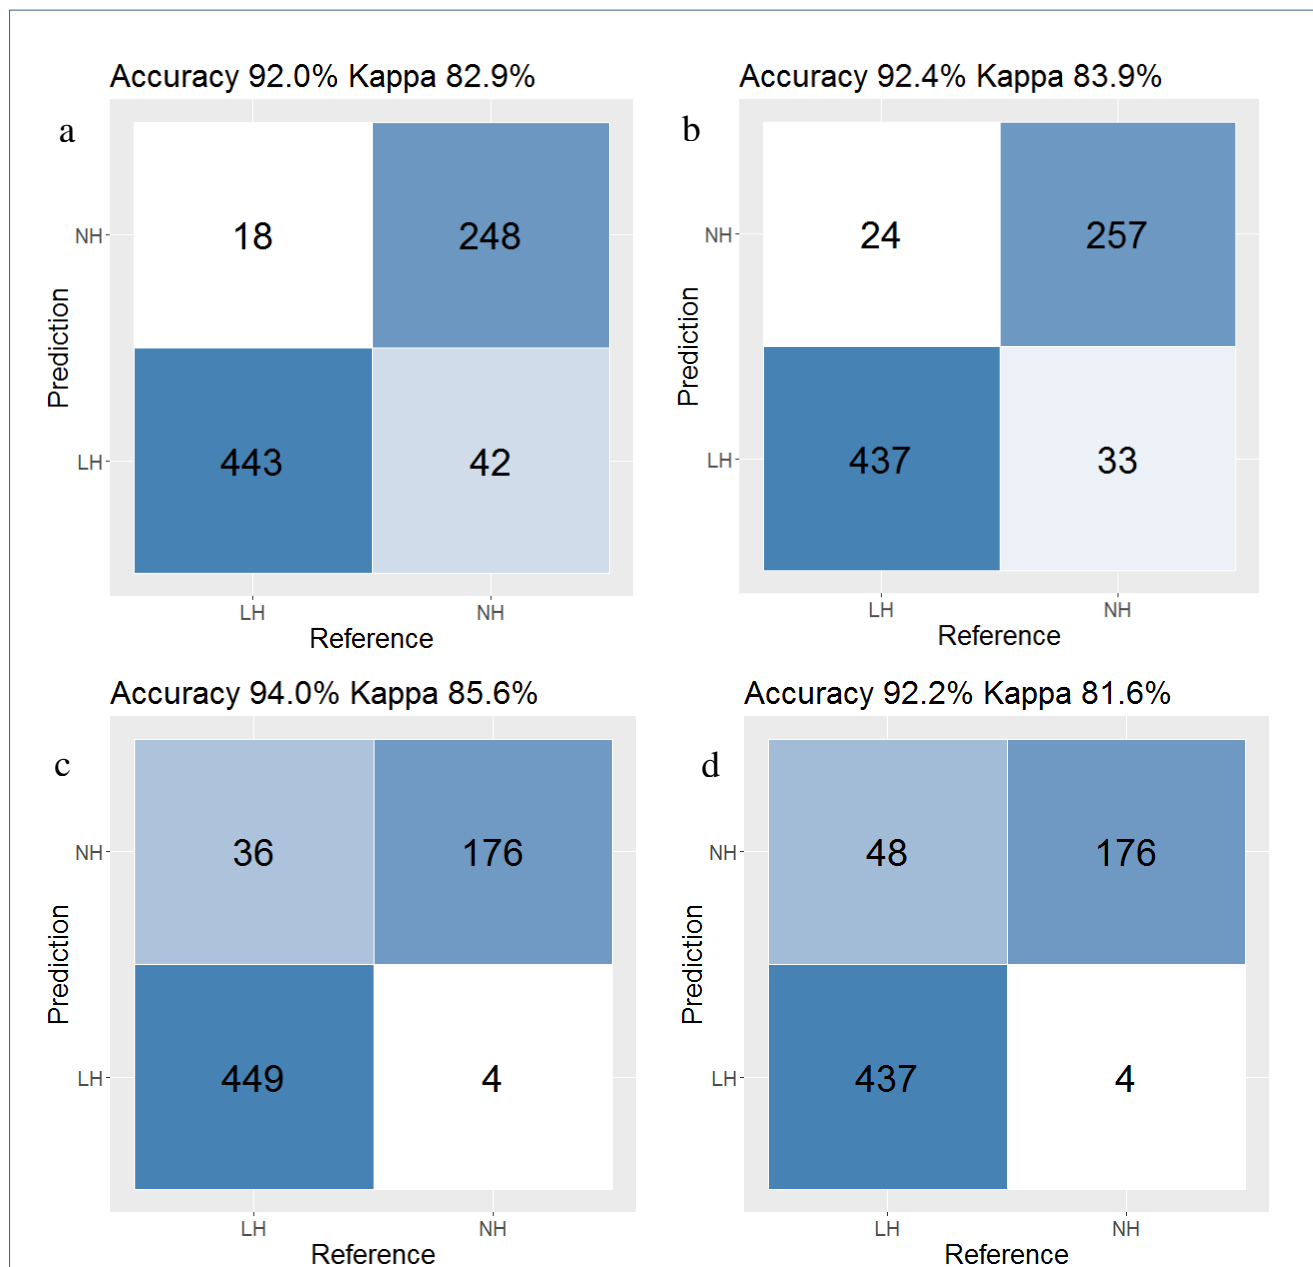 Accuracy 92.0% Kappa 82.9%
a
NH
18
248
Prediction
LH
443
42
LH
NH
Reference
Accuracy 92.4% Kappa 83.9%
b
NH
24
257
Prediction
LH
437
33
LH
NH
Reference
Accuracy 94.0% Kappa 85.6%
c
NH
36
176
Prediction
LH
449
4
LH
NH
Reference
Accuracy 92.2% Kappa 81.6%
d
NH
48
176
Prediction
LH
437
4
LH
NH
Reference